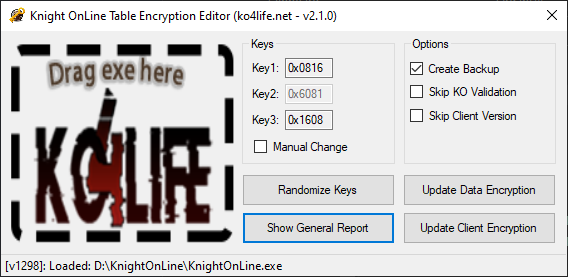 Knight OnLine Table Encryption Editor (ko4life.net - v2.1.0)
Drag exe here
KO4LIFE
Keys
Key1: 0x0816
Key2: 0x6081
Key3: 0x1608
Manual Change
Options
Create Backup
Skip KO Validation
Skip Client Version
Randomize Keys
Update Data Encryption
Show General Report
Update Client Encryption
[v1298]: Loaded: D:\KnightOnLine\KnightOnLine.exe